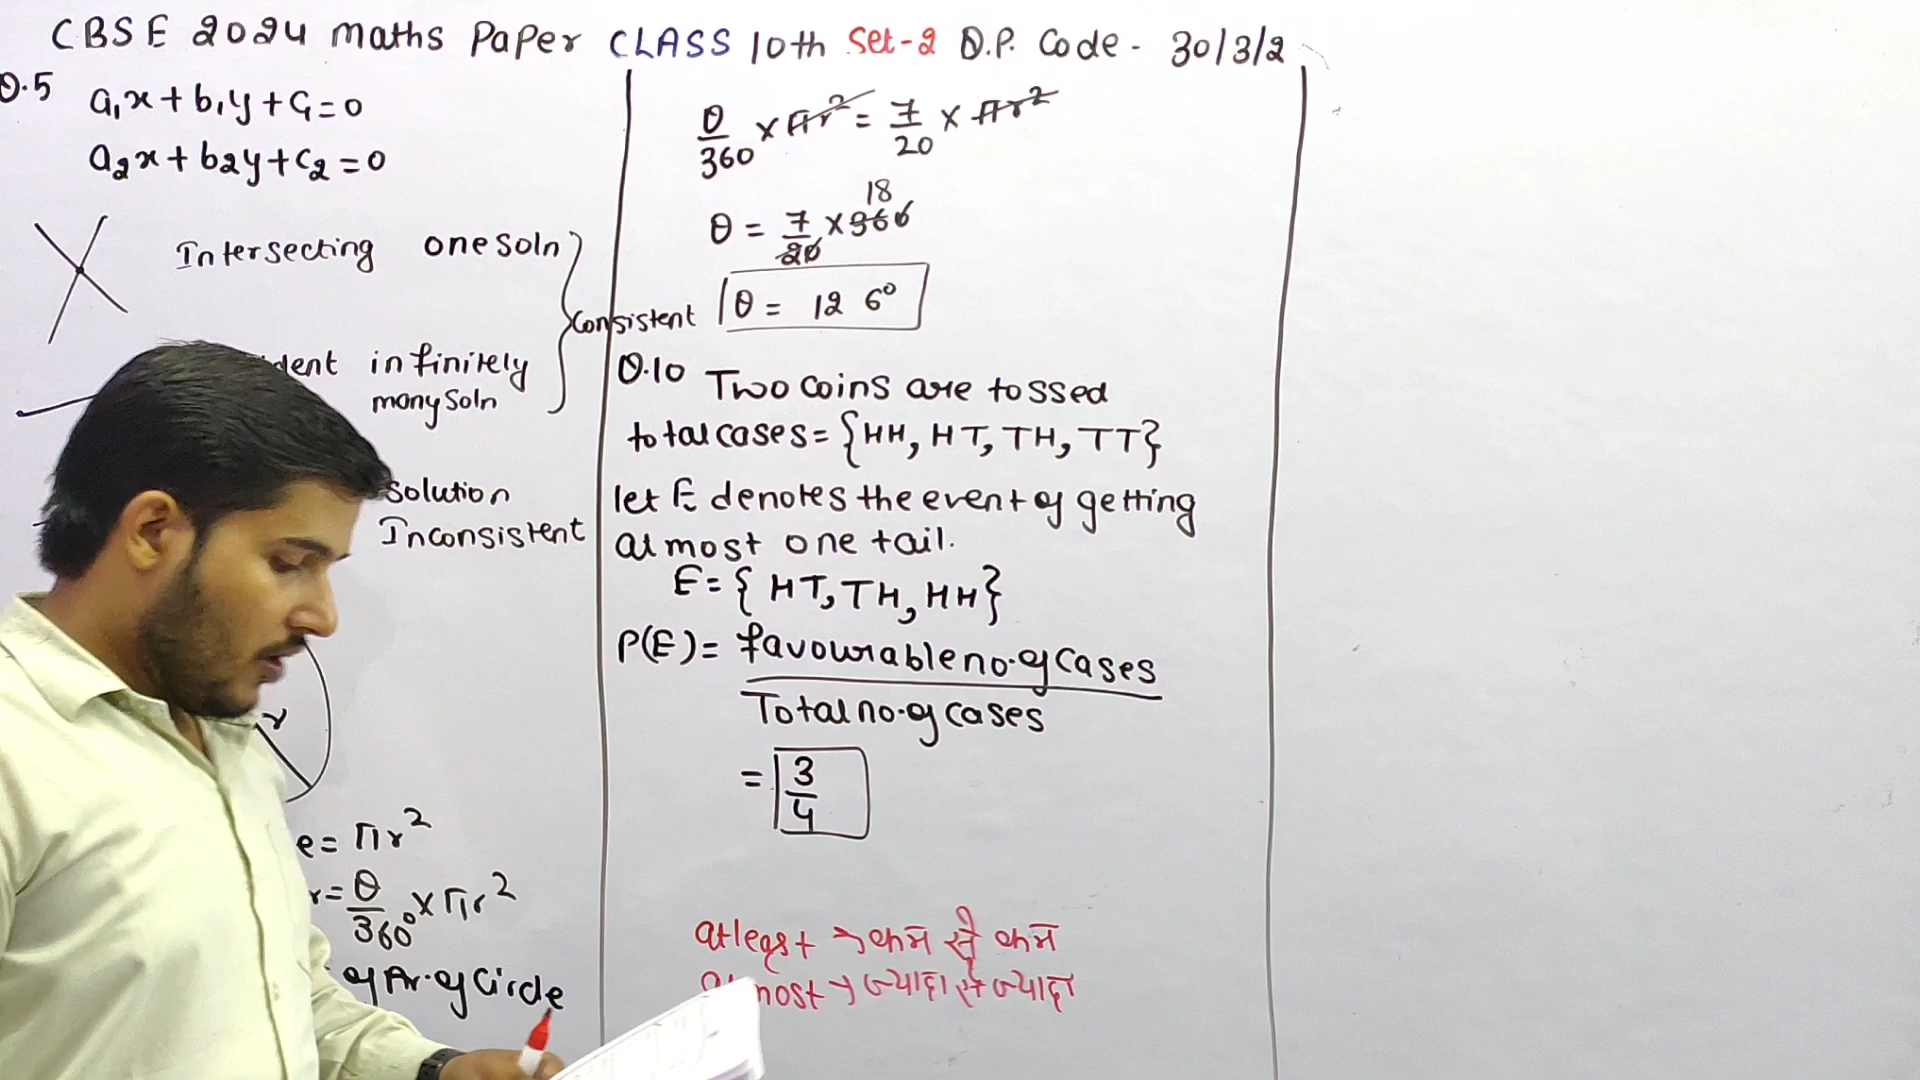 CBSE 2024 Maths Paper CLASS 10th Set-2 Q.P. Code - 30/3/2
Q.5
a₁x + b₁y + c₁ = 0
a₂x + b₂y + c₂ = 0
Intersecting one soln
Consistent
infinitely
many soln
solution
Inconsistent
r
= πr²
= θ/360° × πr²
of Ar. of Circle
θ/360 × πr² = 7/20 × πr²
18
θ = 7/20 × 360
θ = 126°
Q.10 Two coins are tossed
total cases = {HH, HT, TH, TT}
let E denotes the event of getting
atmost one tail.
E = {HT, TH, HH}
P(E) = favourable no. of cases
Total no. of cases
= 3/4
atleast → कम से कम
→ ज्यादा से ज्यादा